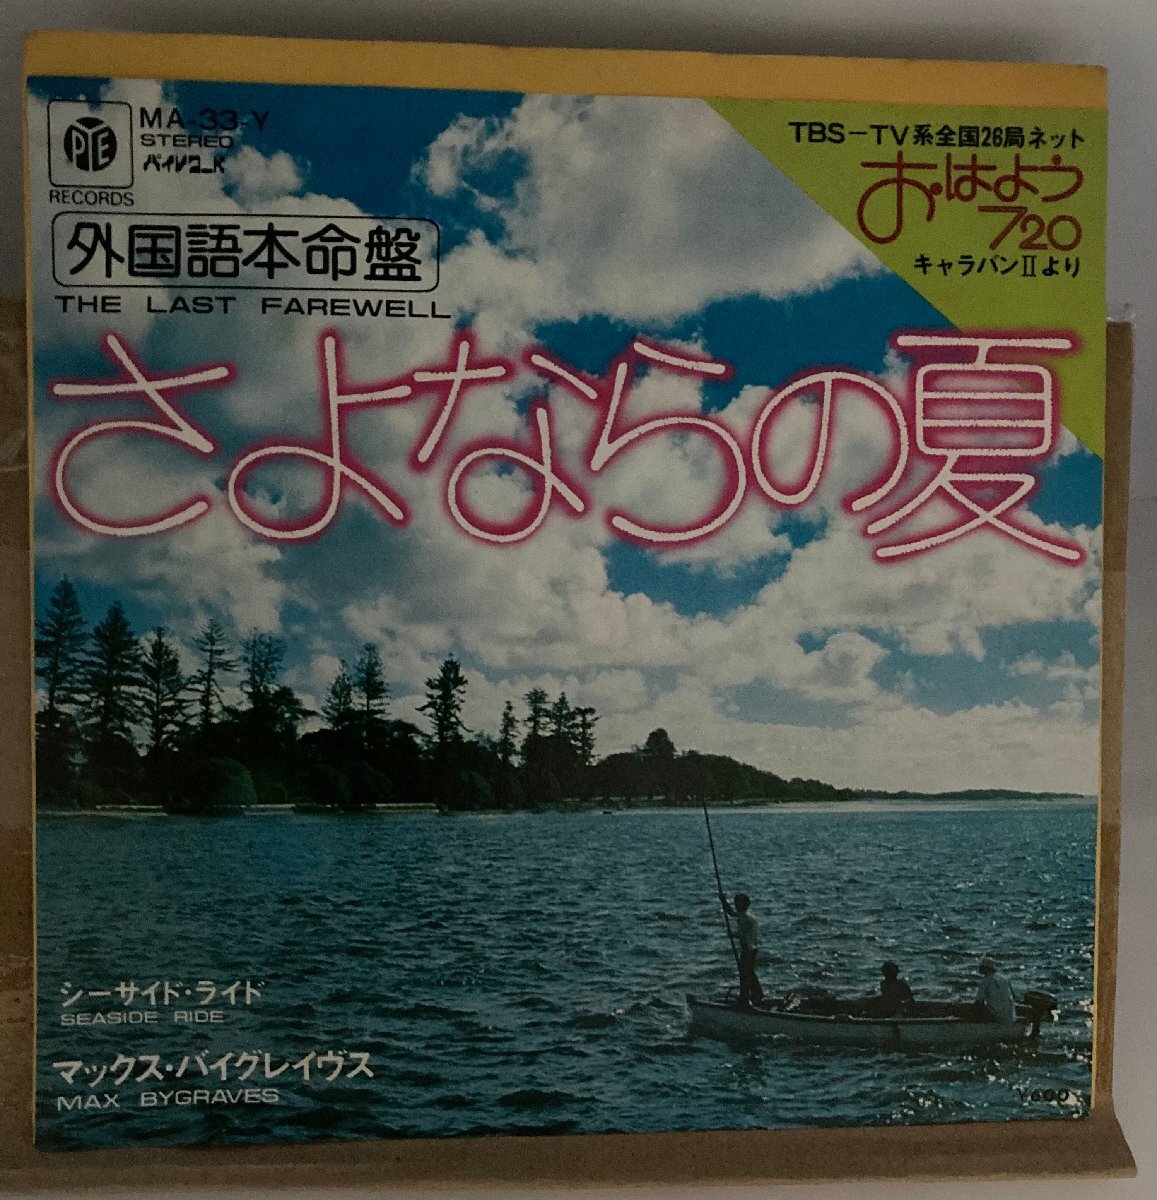 PYE
RECORDS
MA-33-Y
STEREO
パイレコード
TBS-TV系全国26局ネット
おはよう
720
キャラバンⅡより
外国語本命盤
THE LAST FAREWELL
さよならの夏
シーサイド・ライド
SEASIDE RIDE
マックス・バイグレイヴス
MAX BYGRAVES
¥600